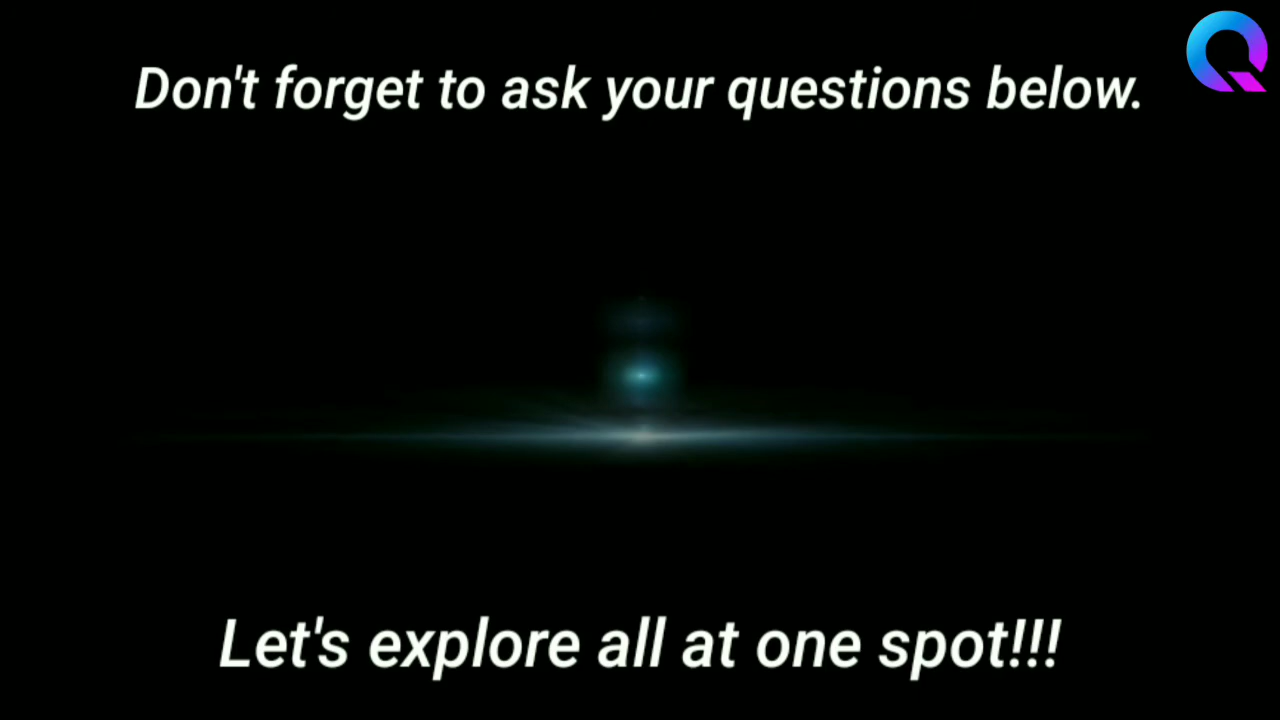 Don't forget to ask your questions below.
Let's explore all at one spot!!!